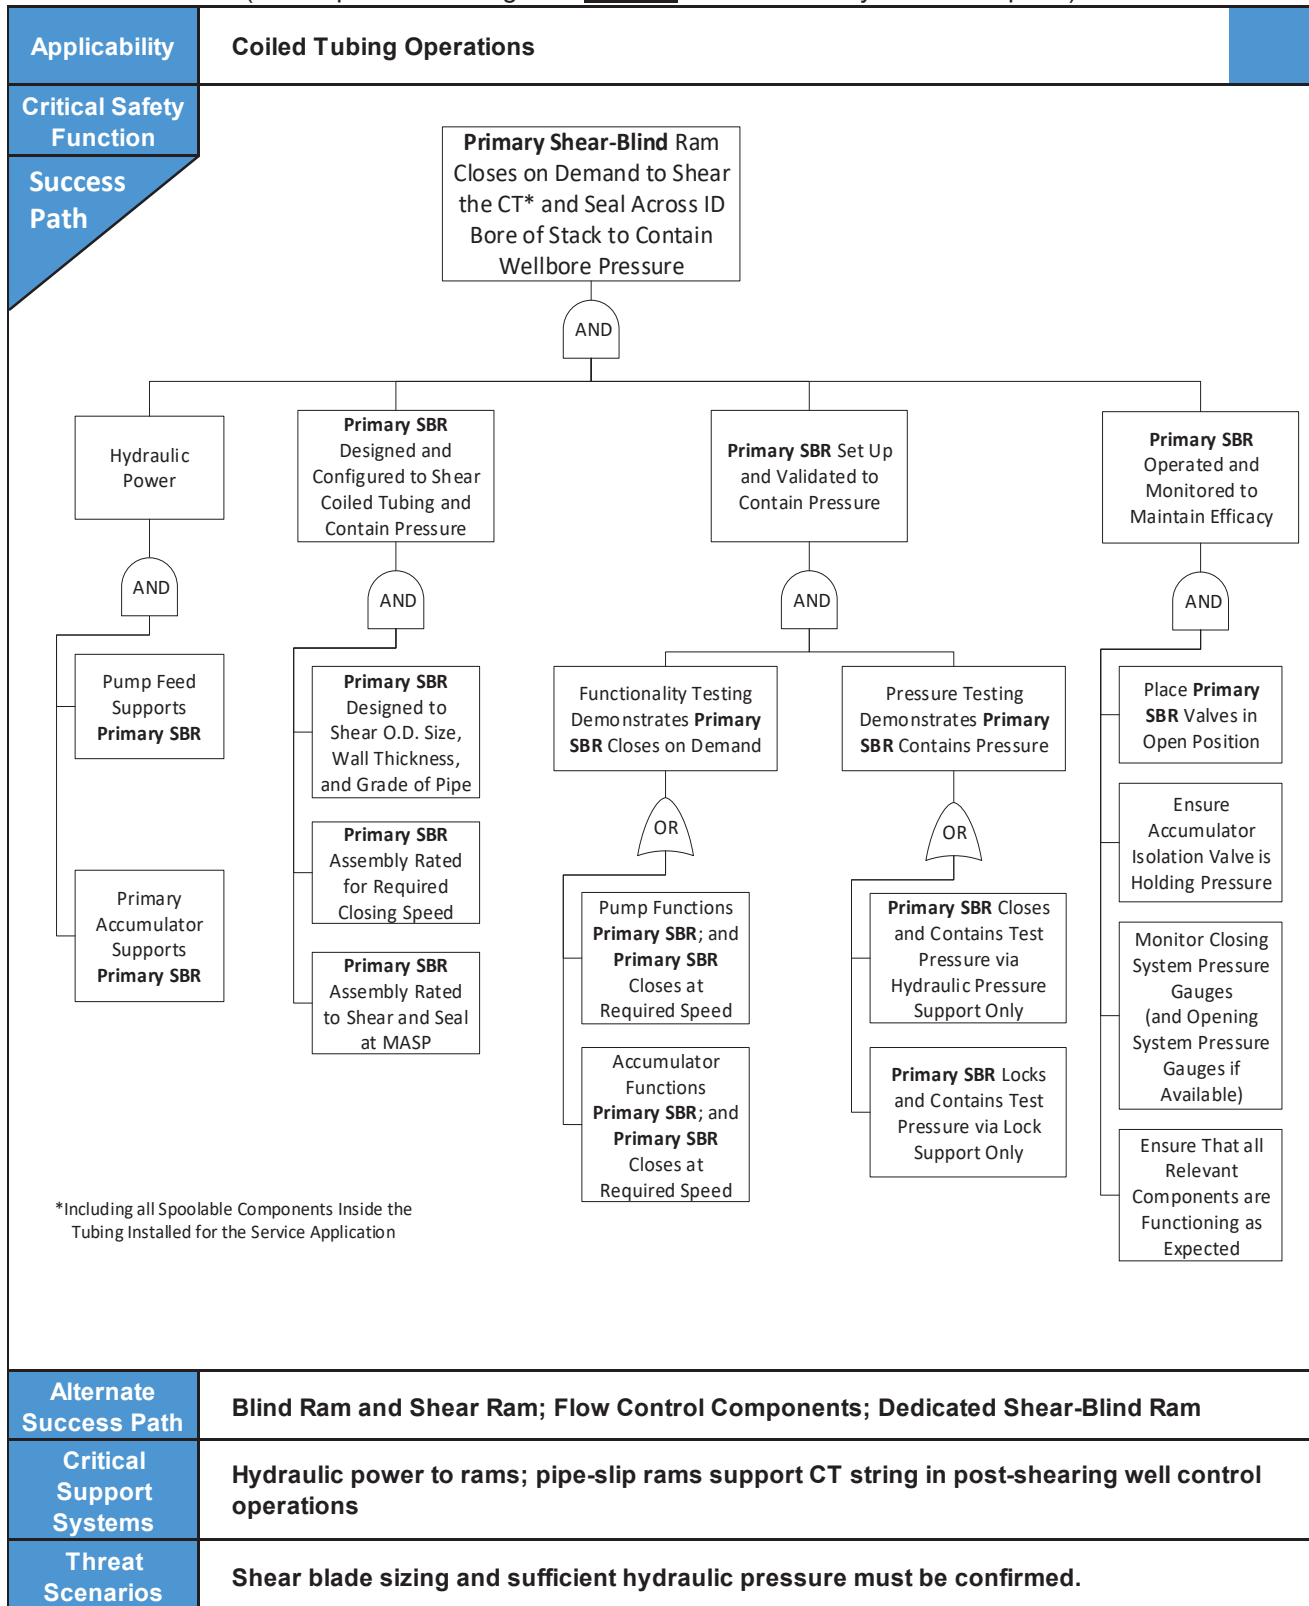 Applicability
Coiled Tubing Operations
Critical Safety
Function
Success
Path
Primary Shear-Blind Ram
Closes on Demand to Shear
the CT* and Seal Across ID
Bore of Stack to Contain
Wellbore Pressure
AND
Hydraulic
Power
Primary SBR
Designed and
Configured to Shear
Coiled Tubing and
Contain Pressure
Primary SBR Set Up
and Validated to
Contain Pressure
Primary SBR
Operated and
Monitored to
Maintain Efficacy
AND
AND
AND
AND
Pump Feed
Supports
Primary SBR
Primary
Accumulator
Supports
Primary SBR
Primary SBR
Designed to
Shear O.D. Size,
Wall Thickness,
and Grade of Pipe
Primary SBR
Assembly Rated
for Required
Closing Speed
Primary SBR
Assembly Rated
to Shear and Seal
at MASP
Functionality Testing
Demonstrates Primary
SBR Closes on Demand
OR
Pump Functions
Primary SBR; and
Primary SBR
Closes at
Required Speed
Accumulator
Functions
Primary SBR; and
Primary SBR
Closes at
Required Speed
Pressure Testing
Demonstrates Primary
SBR Contains Pressure
OR
Primary SBR Closes
and Contains Test
Pressure via
Hydraulic Pressure
Support Only
Primary SBR Locks
and Contains Test
Pressure via Lock
Support Only
Place Primary
SBR Valves in
Open Position
Ensure
Accumulator
Isolation Valve is
Holding Pressure
Monitor Closing
System Pressure
Gauges
(and Opening
System Pressure
Gauges if
Available)
Ensure That all
Relevant
Components are
Functioning as
Expected
*Including all Spoolable Components Inside the
Tubing Installed for the Service Application
Alternate
Success Path
Blind Ram and Shear Ram; Flow Control Components; Dedicated Shear-Blind Ram
Critical
Support
Systems
Hydraulic power to rams; pipe-slip rams support CT string in post-shearing well control
operations
Threat
Scenarios
Shear blade sizing and sufficient hydraulic pressure must be confirmed.